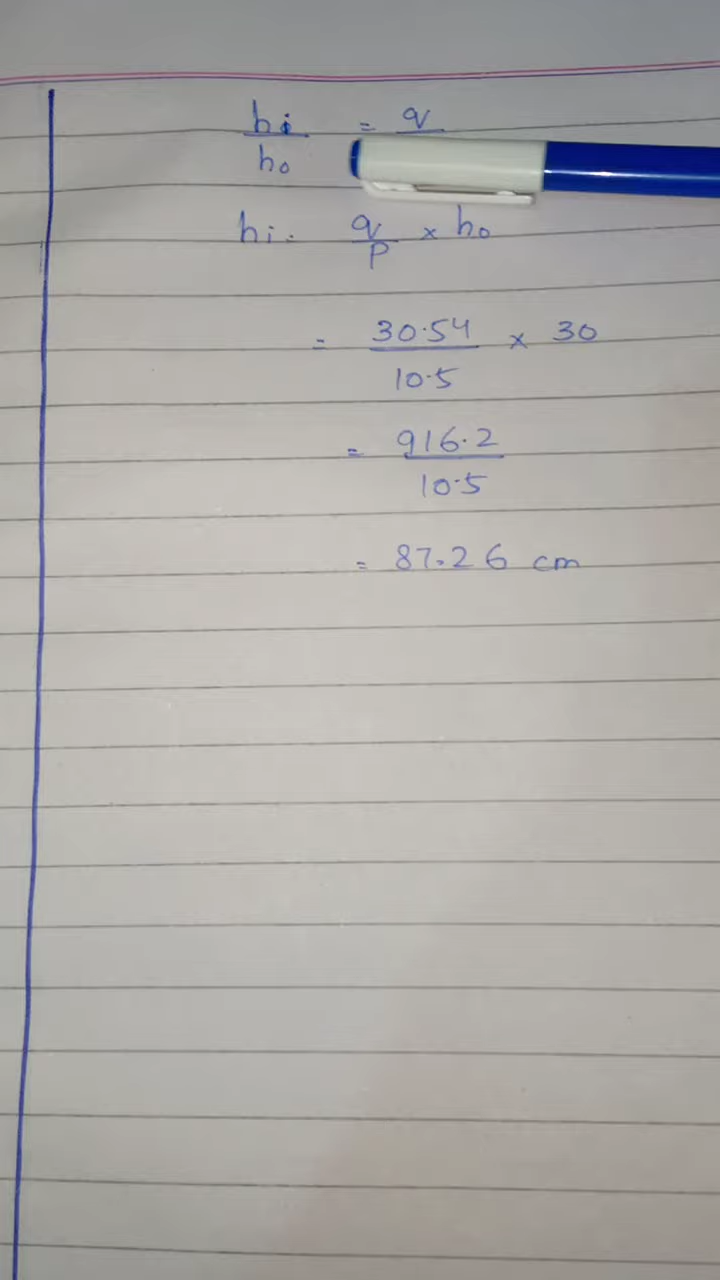 hi = q
ho
hi. q × ho
p
= 30.54 × 30
10.5
= 916.2
10.5
= 87.26 cm